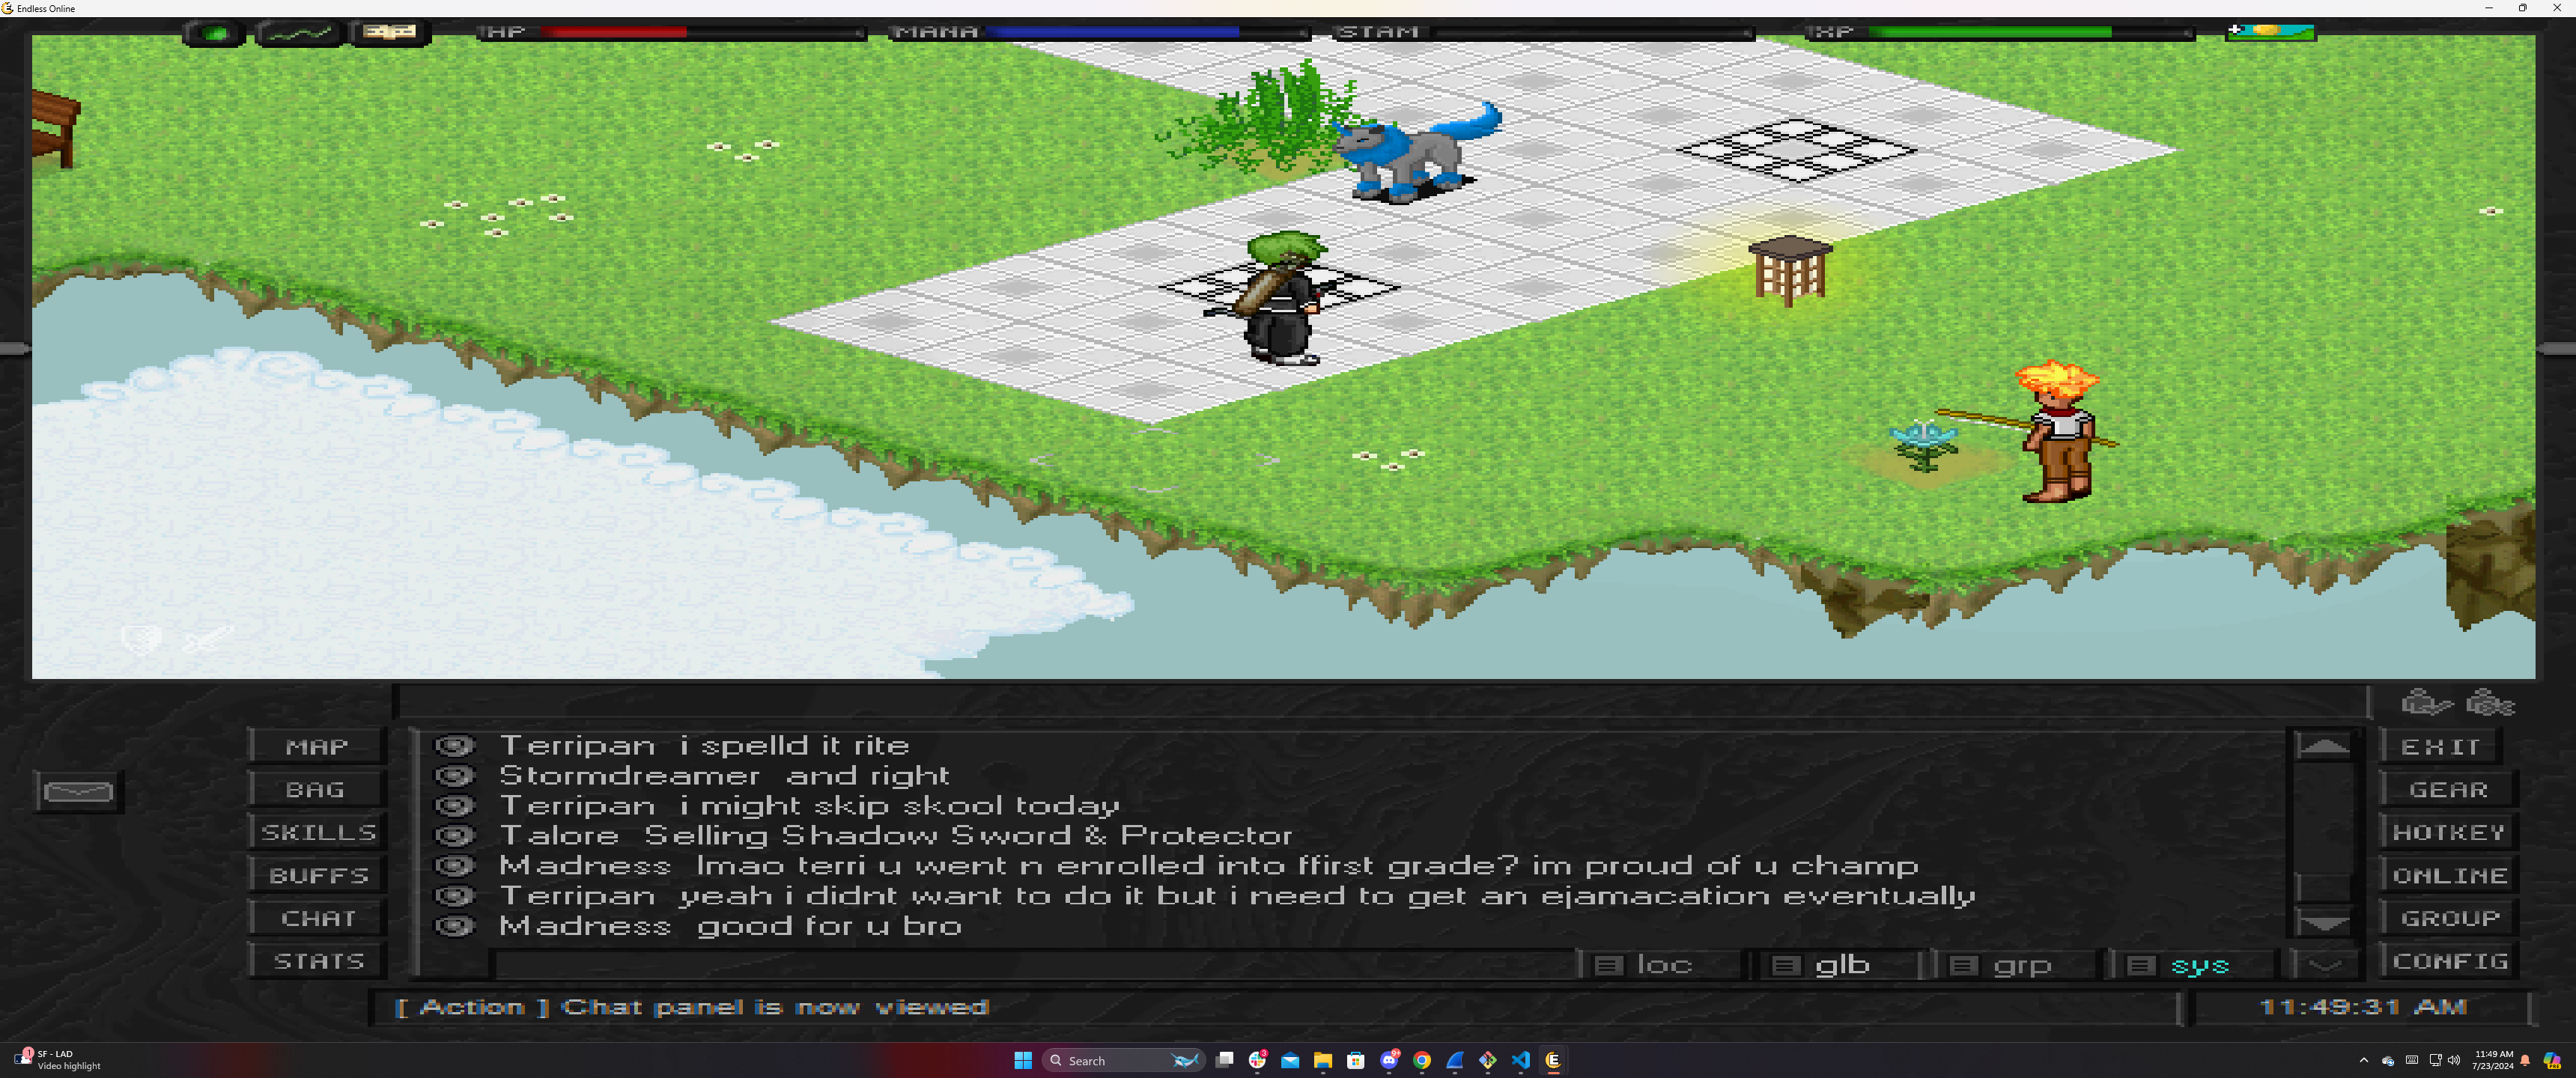 Endless Online
HP MANA STAM XP
MAP
BAG
SKILLS
BUFFS
CHAT
STATS
Terripan i spelld it rite
Stormdreamer and right
Terripan i might skip skool today
Talore Selling Shadow Sword & Protector
Madness lmao terri u went n enrolled into ffirst grade? im proud of u champ
Terripan yeah i didnt want to do it but i need to get an ejamacation eventually
Madness good for u bro
EXIT
GEAR
HOTKEY
ONLINE
GROUP
CONFIG
loc glb grp sys
[ Action ] Chat panel is now viewed
11:49:31 AM
1
SF - LAD
Video highlight
Search
3
9+
11:49 AM
7/23/2024